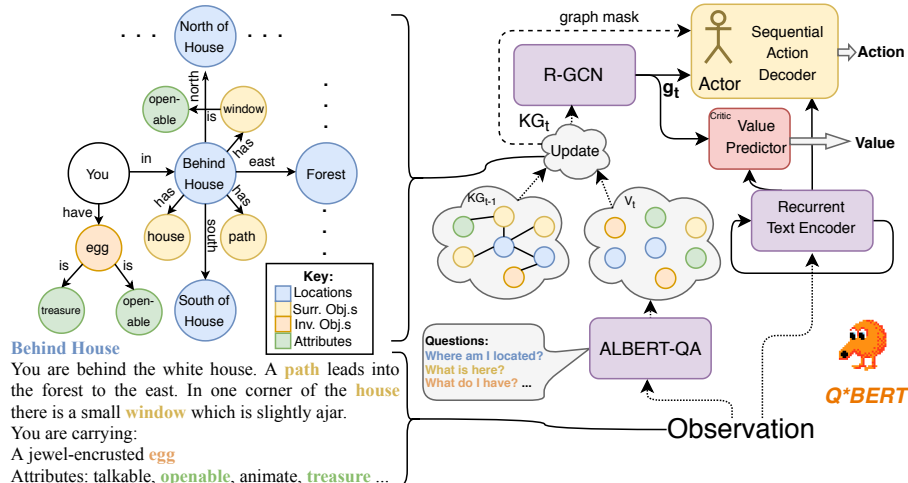 North of
House
open-
able
north
is
window
has
You
in
Behind
House
east
Forest
have
has
has
house
south
path
egg
is
is
treasure
open-
able
South of
House
Key:
Locations
Surr. Obj.s
Inv. Obj.s
Attributes
Behind House
You are behind the white house. A path leads into
the forest to the east. In one corner of the house
there is a small window which is slightly ajar.
You are carrying:
A jewel-encrusted egg
Attributes: talkable, openable, animate, treasure ...
graph mask
R-GCN
KGt
gt
Actor
Sequential
Action
Decoder
Action
Critic
Value
Predictor
Value
Update
KGt-1
Vt
Recurrent
Text Encoder
Questions:
Where am I located?
What is here?
What do I have? ...
ALBERT-QA
Q*BERT
Observation